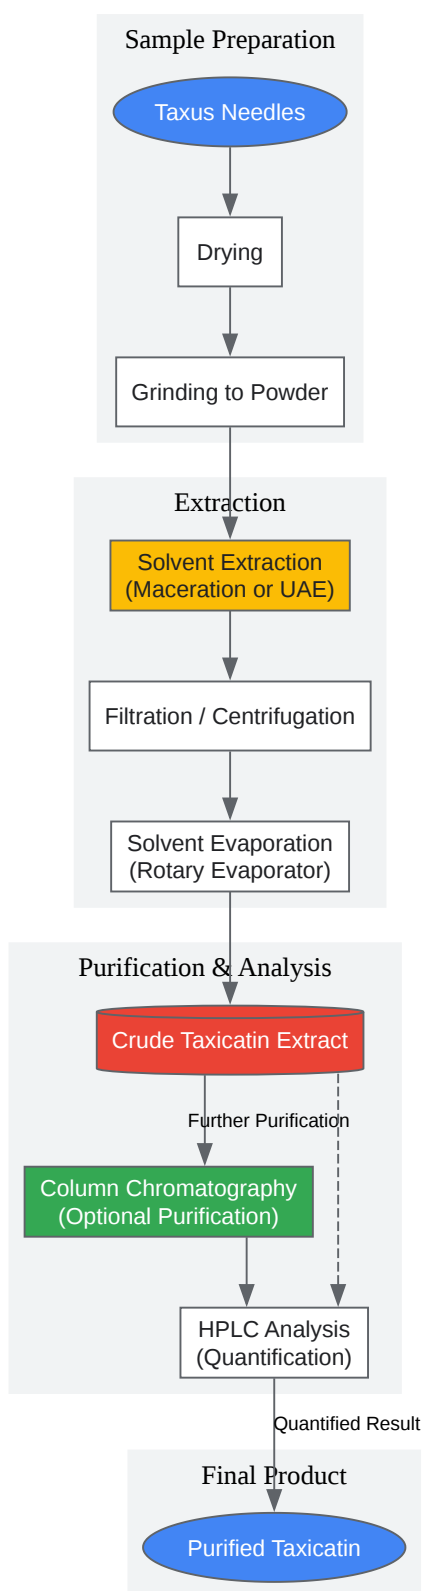 Sample Preparation
Taxus Needles
Drying
Grinding to Powder
Extraction
Solvent Extraction
(Maceration or UAE)
Filtration / Centrifugation
Solvent Evaporation
(Rotary Evaporator)
Purification & Analysis
Crude Taxicatin Extract
Further Purification
Column Chromatography
(Optional Purification)
HPLC Analysis
(Quantification)
Quantified Result
Final Product
Purified Taxicatin